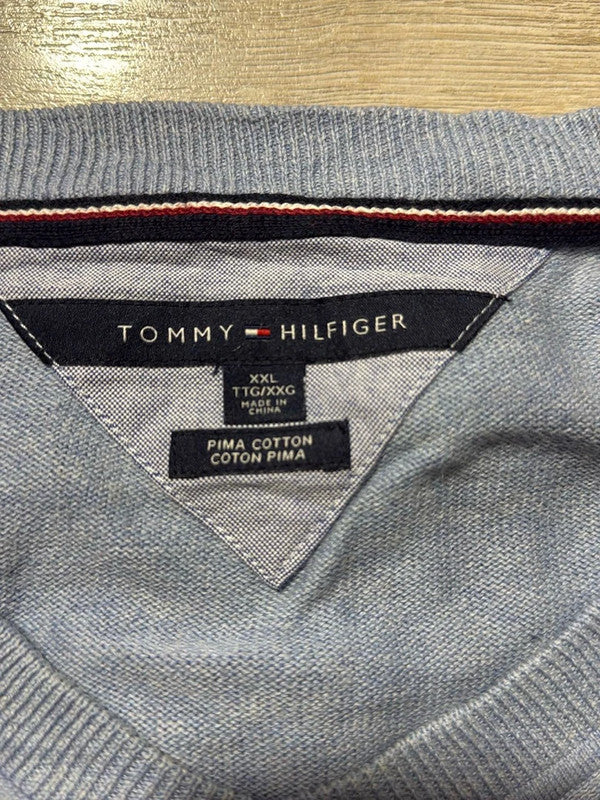 TOMMY HILFIGER
XXL
TTG/XXG
MADE IN
CHINA
PIMA COTTON
COTON PIMA